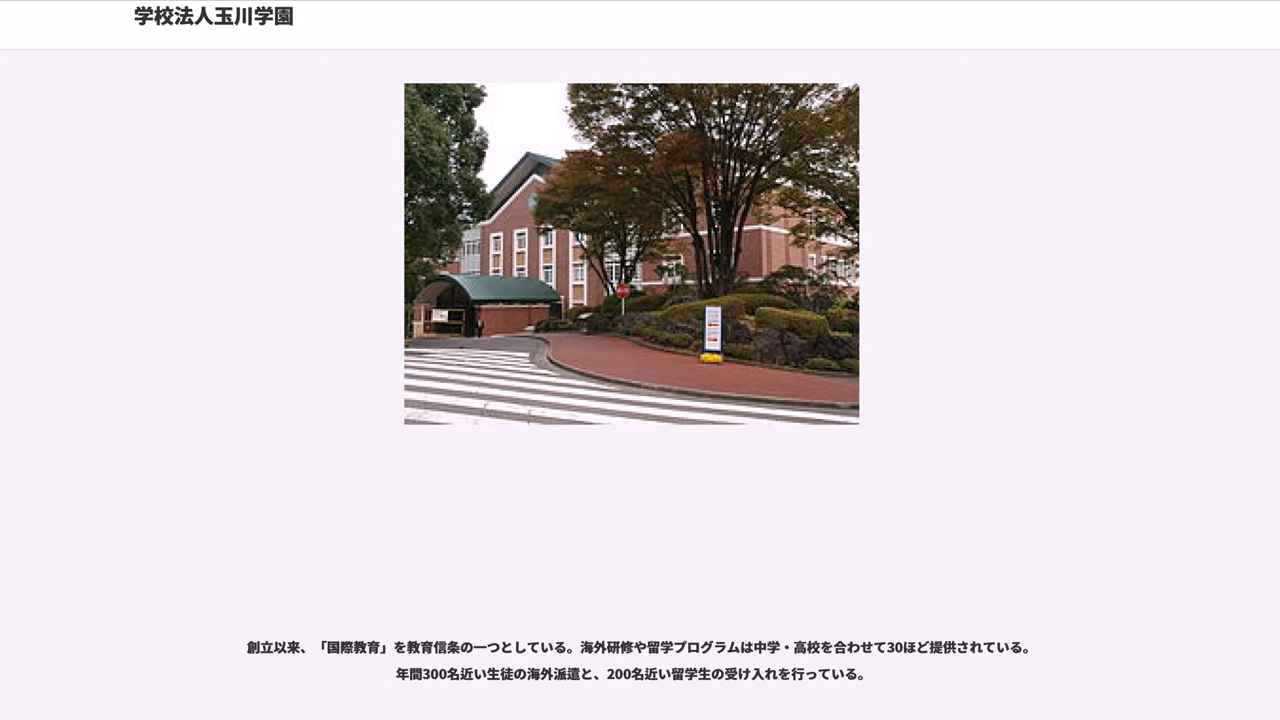 学校法人玉川学園
創立以来、「国際教育」を教育信条の一つとしている。海外研修や留学プログラムは中学・高校を合わせて30ほど提供されている。
年間300名近い生徒の海外派遣と、200名近い留学生の受け入れを行っている。